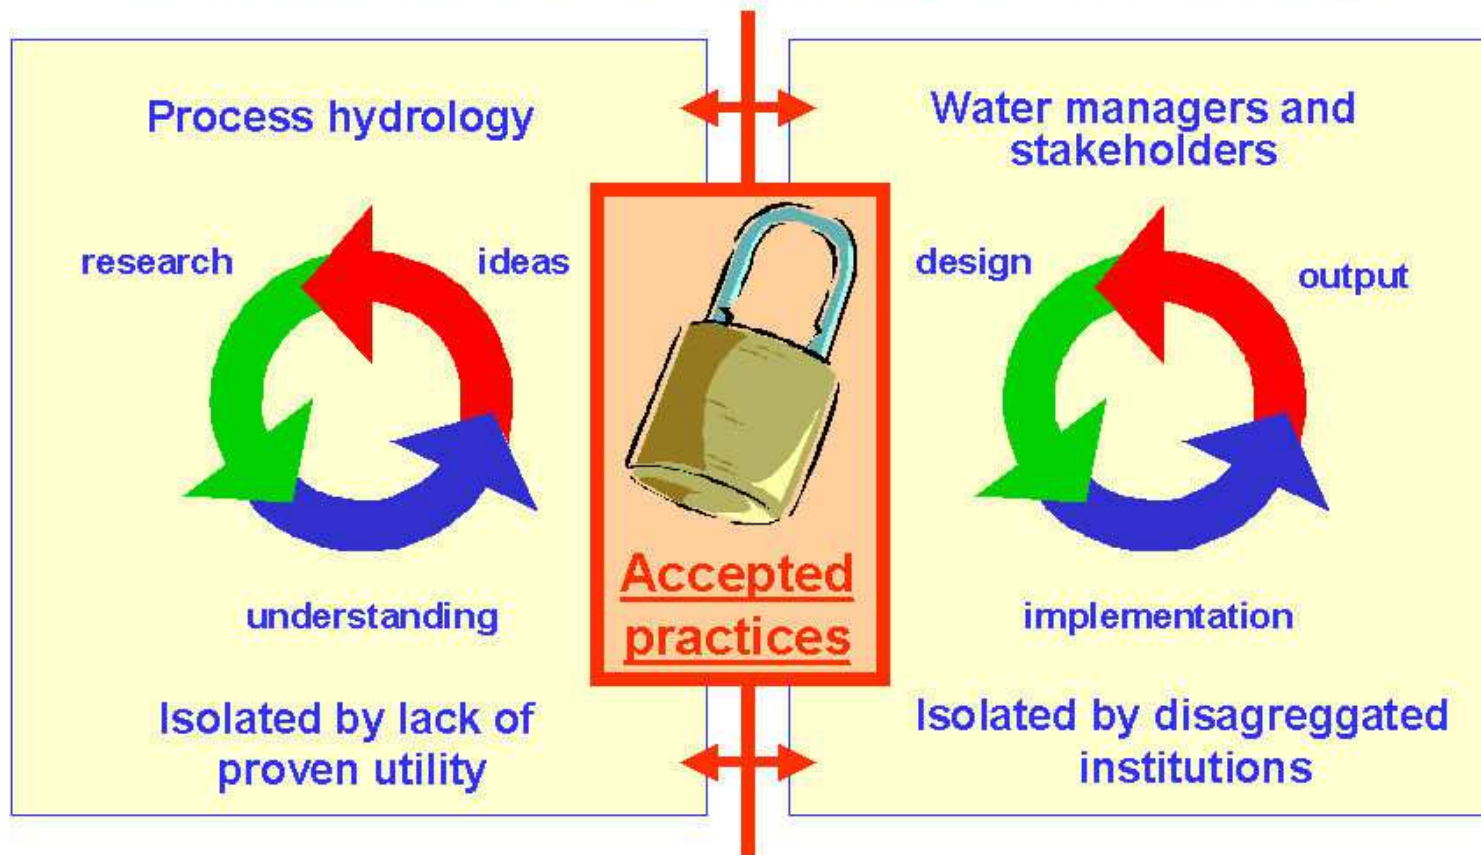 Process hydrology
research
ideas
understanding
Isolated by lack of
proven utility
Accepted
practices
Water managers and
stakeholders
design
output
implementation
Isolated by disagreggated
institutions